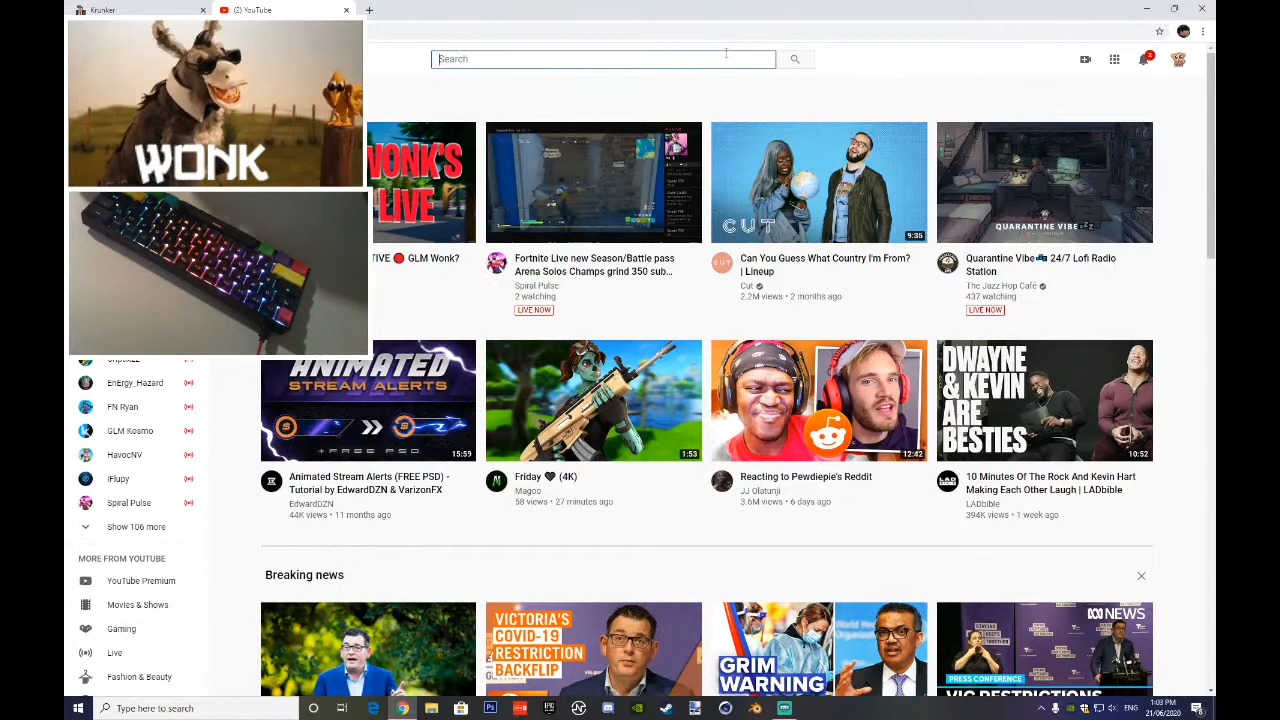 Krunker
(2) YouTube
Search
2
WONK
WONK'S
LIVE
CUT
9:35
QUARANTINE VIBE
TIVE 🔴 GLM Wonk?
Fortnite Live new Season/Battle pass
Arena Solos Champs grind 350 sub...
Spiral Pulse
2 watching
LIVE NOW
Can You Guess What Country I'm From?
| Lineup
Cut
2.2M views • 2 months ago
Quarantine Vibe 24/7 Lofi Radio
Station
The Jazz Hop Café
437 watching
LIVE NOW
EnErgy_Hazard
FN Ryan
GLM Kosmo
HavocNV
iFlupy
Spiral Pulse
Show 106 more
ANIMATED
STREAM ALERTS
+FREE PSD
15:59
1:53
12:42
DWAYNE
& KEVIN
ARE
BESTIES
10:52
Animated Stream Alerts (FREE PSD) -
Tutorial by EdwardDZN & VarizonFX
EdwardDZN
44K views • 11 months ago
Friday 🖤 (4K)
Magoo
58 views • 27 minutes ago
Reacting to Pewdiepie's Reddit
JJ Olatunji
3.6M views • 6 days ago
LAD
10 Minutes Of The Rock And Kevin Hart
Making Each Other Laugh | LADbible
LADbible
394K views • 1 week ago
MORE FROM YOUTUBE
YouTube Premium
Movies & Shows
Gaming
Live
Fashion & Beauty
Breaking news
VICTORIA'S
COVID-19
RESTRICTION
BACKFLIP
GRIM
WARNING
World He
Organizatio
ABC NEWS
PRESS CONFERENCE
VIC RESTRICTIONS
Type here to search
1:03 PM
21/06/2020